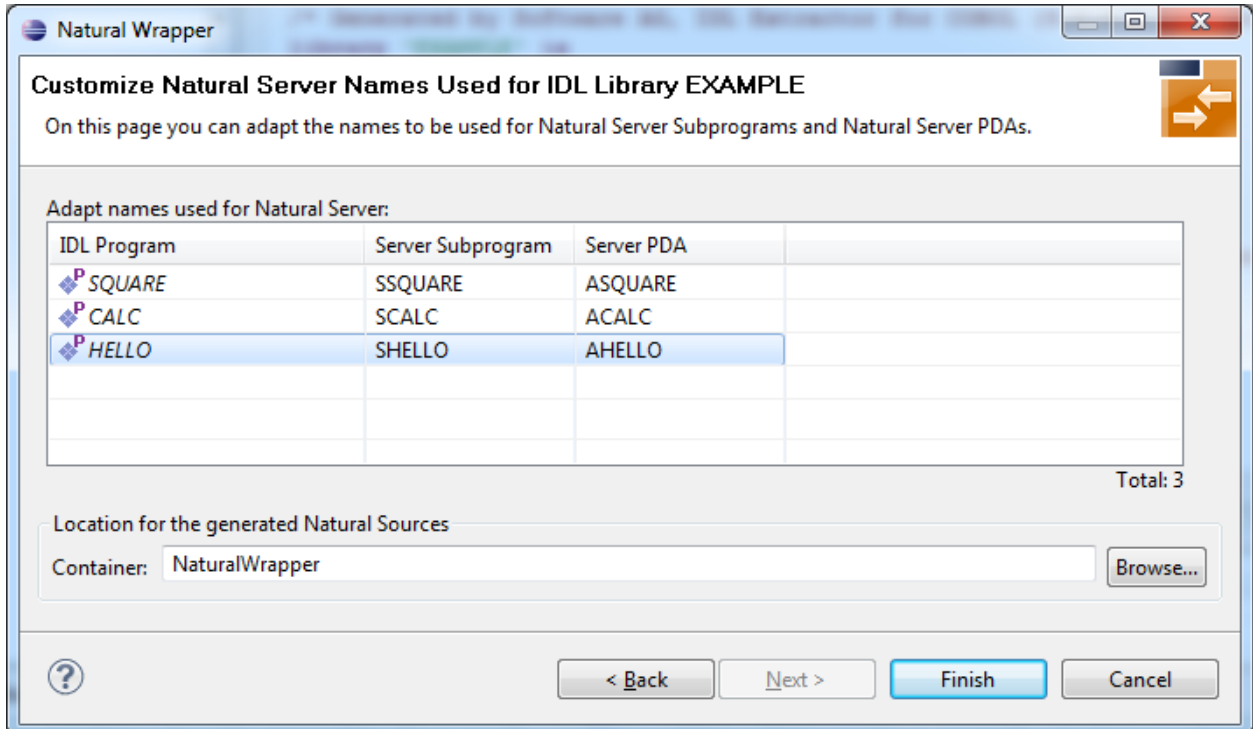 Natural Wrapper
Customize Natural Server Names Used for IDL Library EXAMPLE
On this page you can adapt the names to be used for Natural Server Subprograms and Natural Server PDAs.
Adapt names used for Natural Server:
IDL Program Server Subprogram Server PDA
P SQUARE SSQUARE ASQUARE
P CALC SCALC ACALC
P HELLO SHELLO AHELLO
Total: 3
Location for the generated Natural Sources
Container: NaturalWrapper Browse...
? < Back Next > Finish Cancel